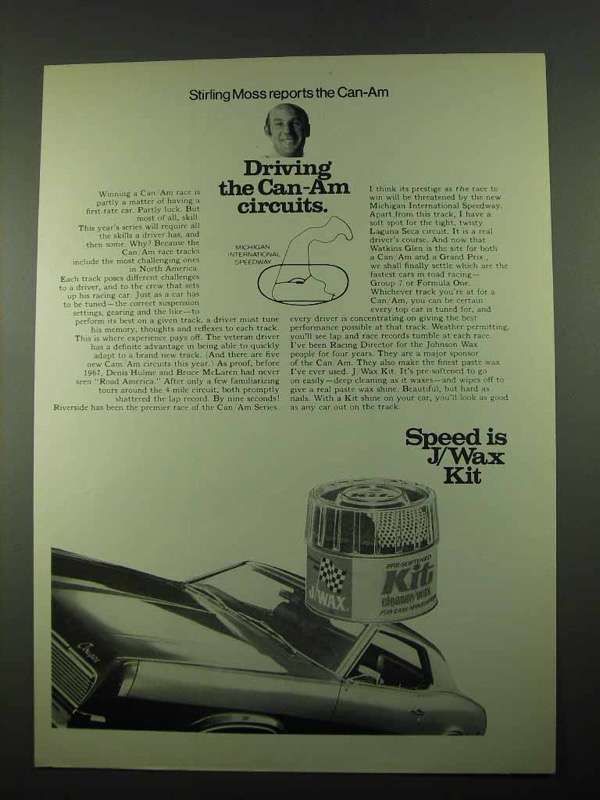 Stirling Moss reports the Can-Am
Driving
the Can-Am
circuits.
Winning a Can/Am race is
partly a matter of having a
first rate car. Partly luck. But
most of all, skill.
This year's series will require all
the skills a driver has, and
then some. Why? Because the
Can/Am race tracks
include the most challenging ones
in North America.
Each track poses different challenges
to a driver, and to the crew that sets
up his racing car. Just as a car has
to be tuned—the correct suspension
settings, gearing and the like—to
perform its best on a given track, a driver must tune
his memory, thoughts and reflexes to each track.
This is where experience pays off. The veteran driver
has a definite advantage in being able to quickly
adapt to a brand new track. (And there are five
new Can/Am circuits this year.) As proof, before
1967, Denis Hulme and Bruce McLaren had never
seen "Road America." After only a few familiarizing
tours around the 4-mile circuit, both promptly
shattered the lap record. By nine seconds!
Riverside has been the premier race of the Can/Am Series.
MICHIGAN
INTERNATIONAL
SPEEDWAY
I think its prestige as the race to
win will be threatened by the new
Michigan International Speedway.
Apart from this track, I have a
soft spot for the tight, twisty
Laguna Seca circuit. It is a real
driver's course. And now that
Watkins Glen is the site for both
a Can/Am and a Grand Prix,
we shall finally settle which are the
fastest cars in road racing—
Group 7 or Formula One.
Whichever track you're at for a
Can/Am, you can be certain
every top car is tuned for, and
every driver is concentrating on giving the best
performance possible at that track. Weather permitting,
you'll see lap and race records tumble at each race.
I've been Racing Director for the Johnson Wax
people for four years. They are a major sponsor
of the Can/Am. They also make the finest paste wax
I've ever used. J/Wax Kit. It's pre-softened to go
on easily—deep cleaning as it waxes—and wipes off to
give a real paste wax shine. Beautiful, but hard as
nails. With a Kit shine on your car, you'll look as good
as any car out on the track.
Speed is
J/Wax
Kit
Kit
PRE-SOFTENED
Kit
cleaner/wax
J/WAX
Cougar